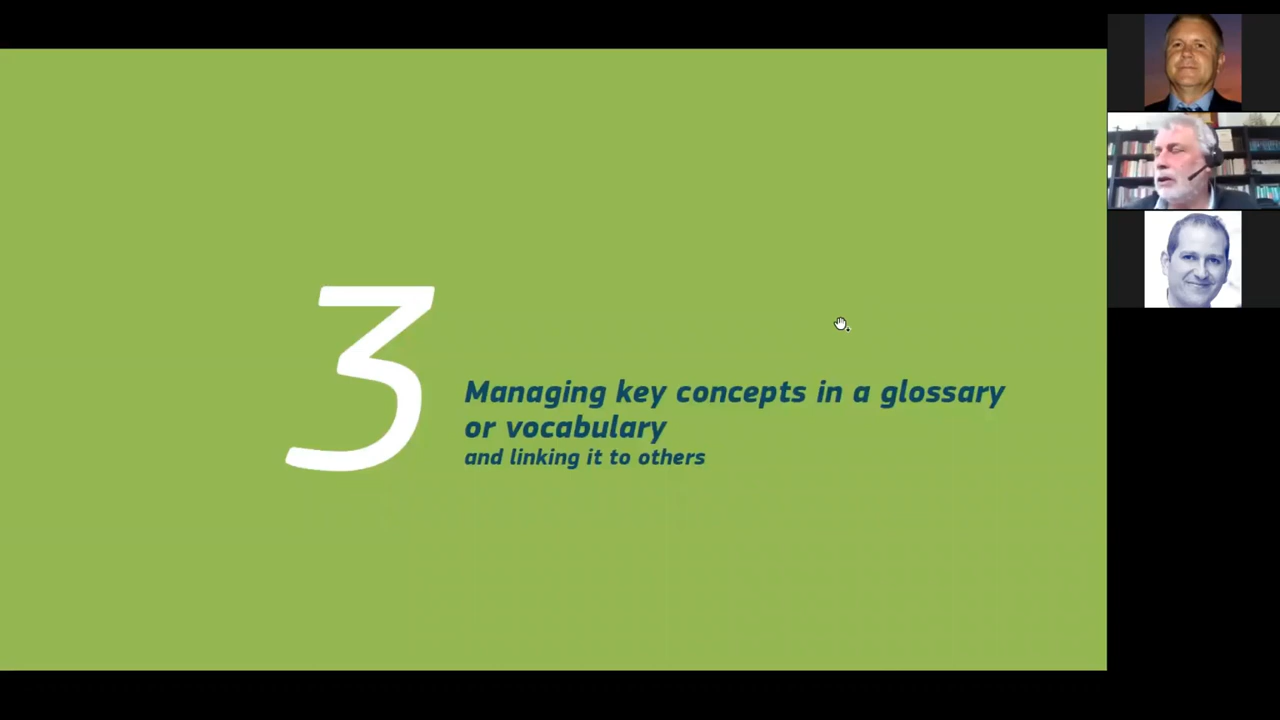 3
Managing key concepts in a glossary
or vocabulary
and linking it to others